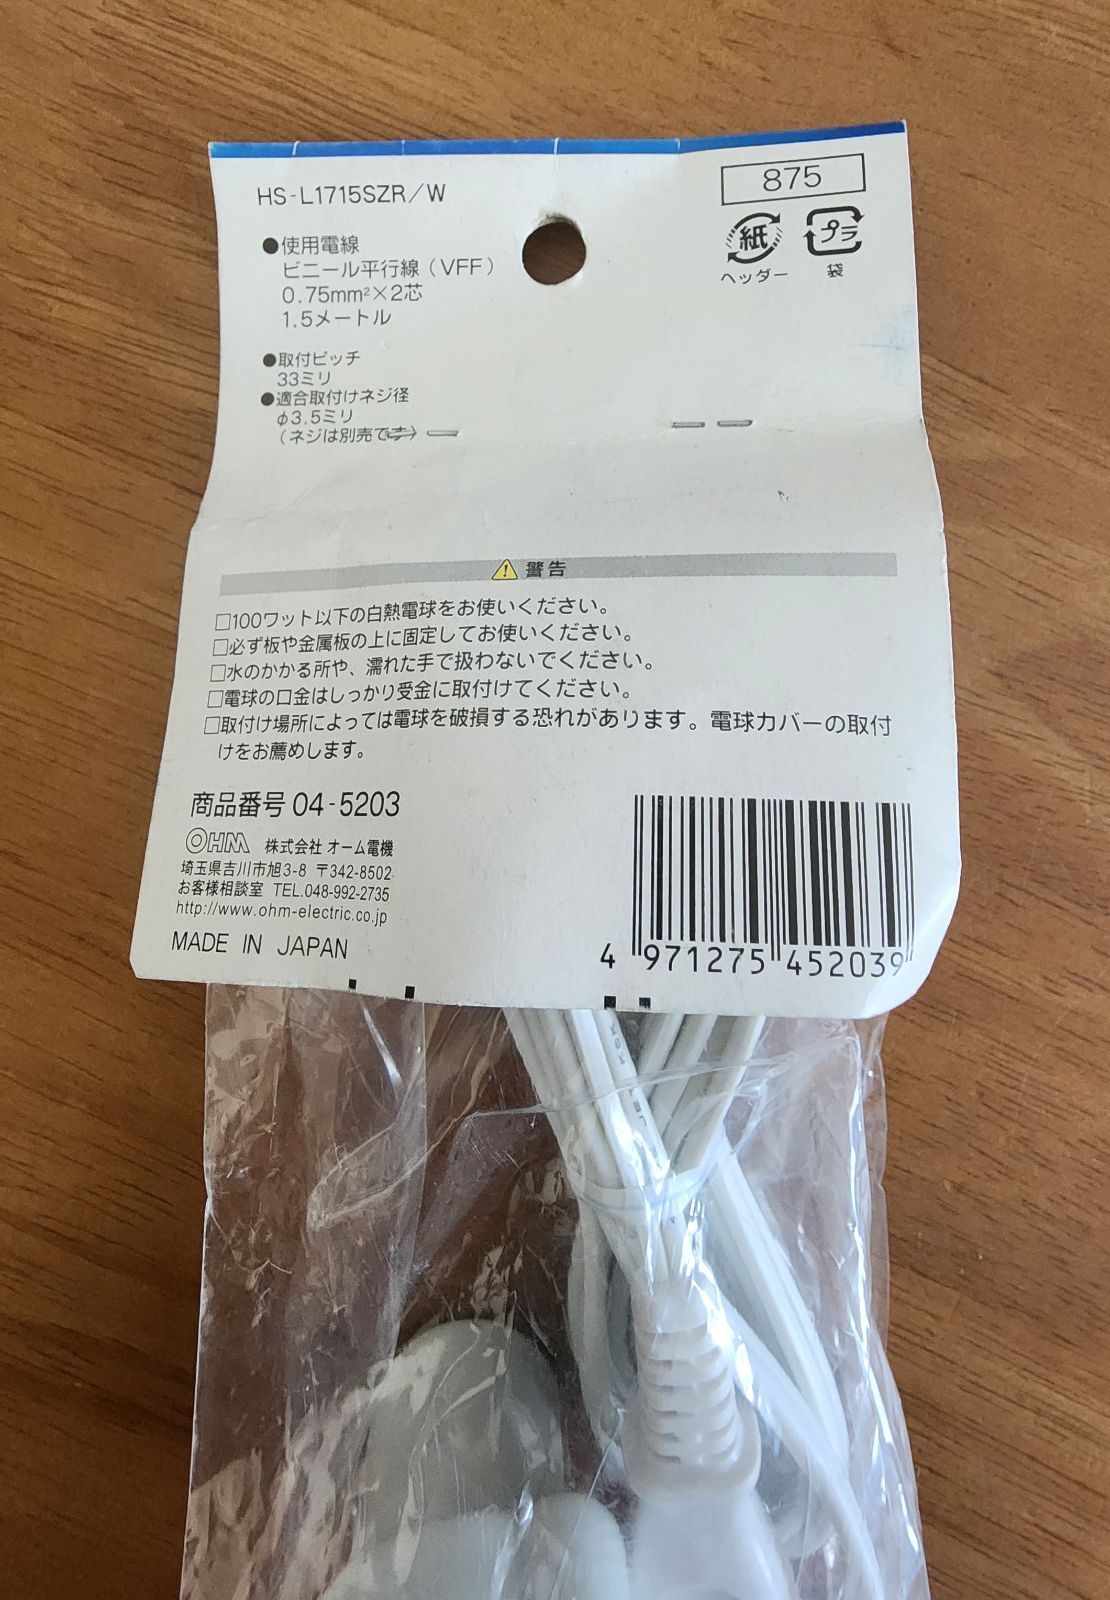 HS-L1715SZR/W
875
●使用電線
ビニール平行線(VFF)
0.75mm²×2芯
1.5メートル
紙
ヘッダー
プラ
袋
●取付ピッチ
33ミリ
●適合取付けネジ径
φ3.5ミリ
(ネジは別売です)
警告
□100ワット以下の白熱電球をお使いください。
□必ず板や金属板の上に固定してお使いください。
□水のかかる所や、濡れた手で扱わないでください。
□電球の口金はしっかり受金に取付けてください。
□取付け場所によっては電球を破損する恐れがあります。電球カバーの取付
けをお薦めします。
商品番号 04-5203
OHM 株式会社 オーム電機
埼玉県吉川市旭3-8 〒342-8502
お客様相談室 TEL.048-992-2735
http://www.ohm-electric.co.jp
MADE IN JAPAN
4 971275 452039